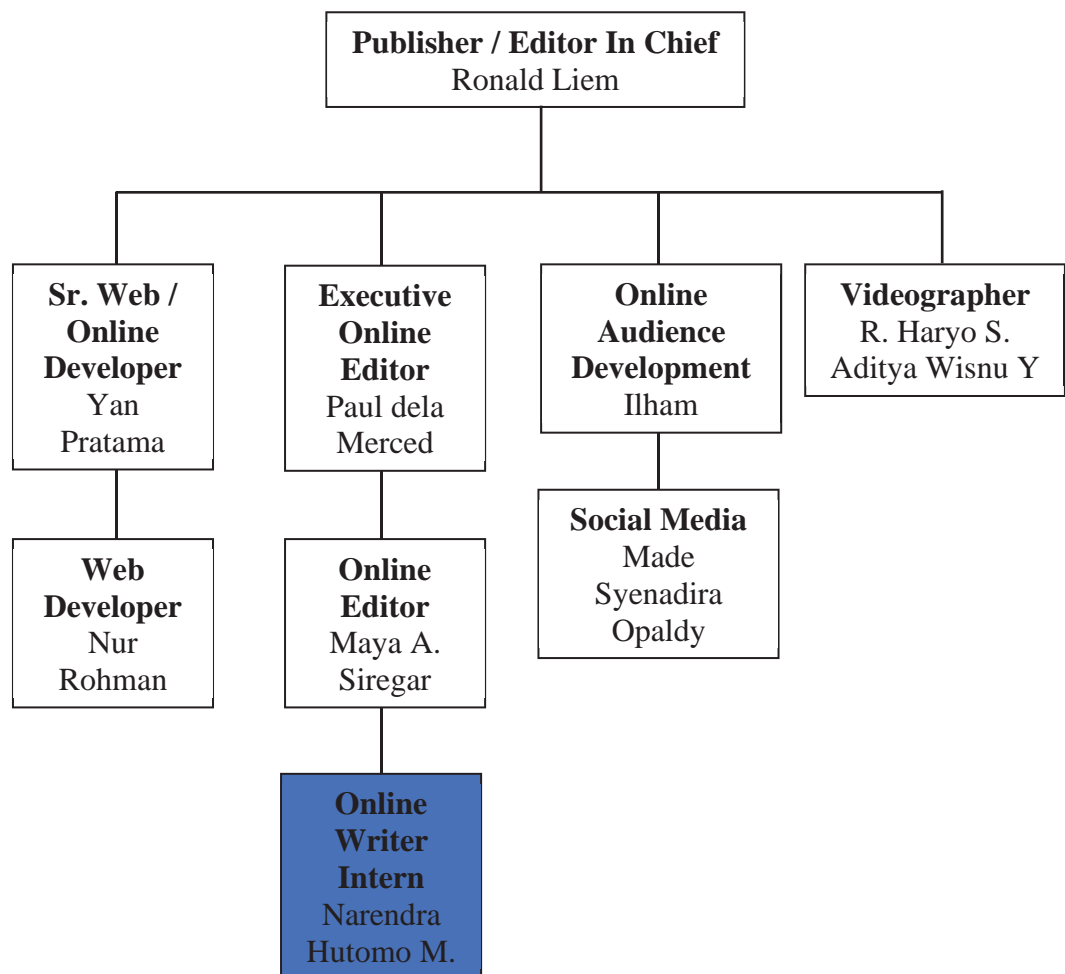 Publisher / Editor In Chief
Ronald Liem
Sr. Web /
Online
Developer
Yan
Pratama
Executive
Online
Editor
Paul dela
Merced
Online
Audience
Development
Ilham
Videographer
R. Haryo S.
Aditya Wisnu Y
Web
Developer
Nur
Rohman
Online
Editor
Maya A.
Siregar
Social Media
Made
Syenadira
Opaldy
Online
Writer
Intern
Narendra
Hutomo M.